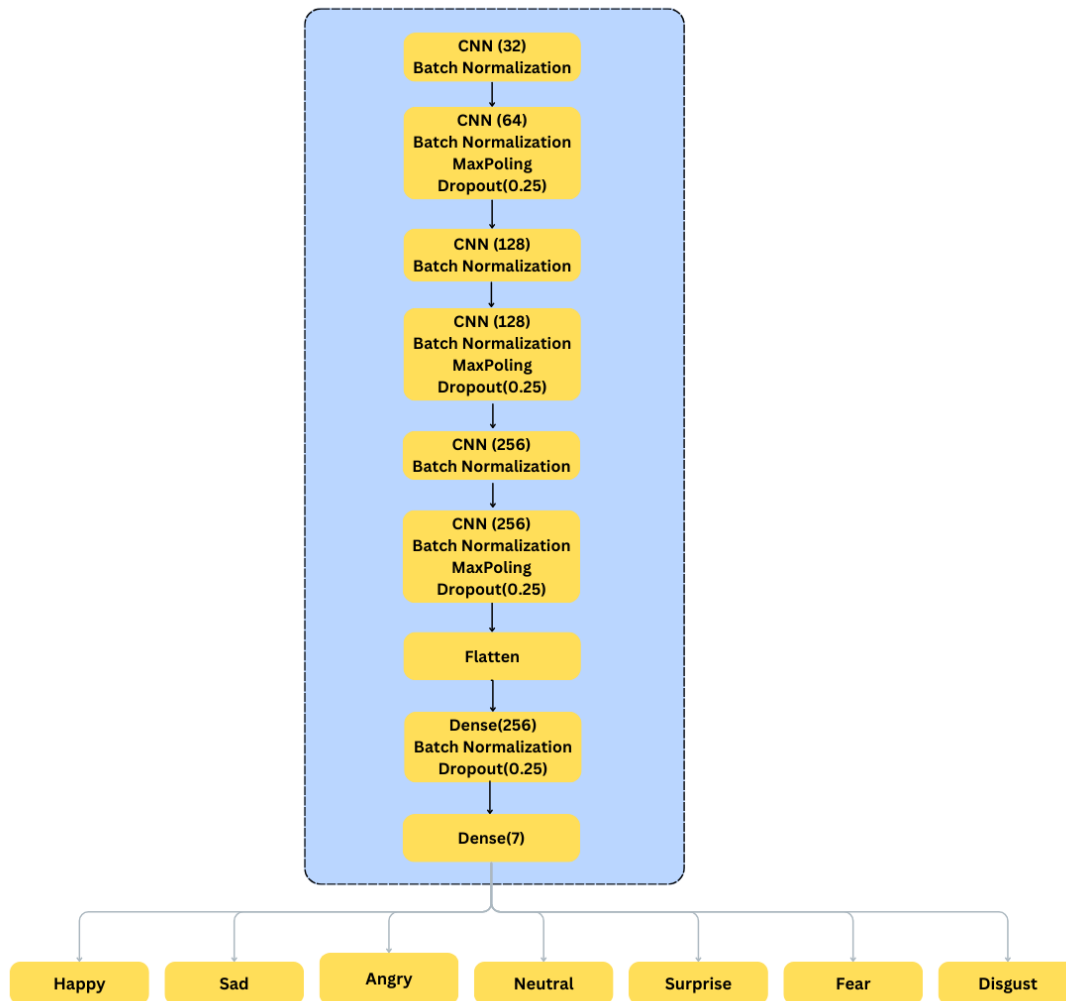 CNN (32)
Batch Normalization
CNN (64)
Batch Normalization
MaxPoling
Dropout(0.25)
CNN (128)
Batch Normalization
CNN (128)
Batch Normalization
MaxPoling
Dropout(0.25)
CNN (256)
Batch Normalization
CNN (256)
Batch Normalization
MaxPoling
Dropout(0.25)
Flatten
Dense(256)
Batch Normalization
Dropout(0.25)
Dense(7)
Happy
Sad
Angry
Neutral
Surprise
Fear
Disgust